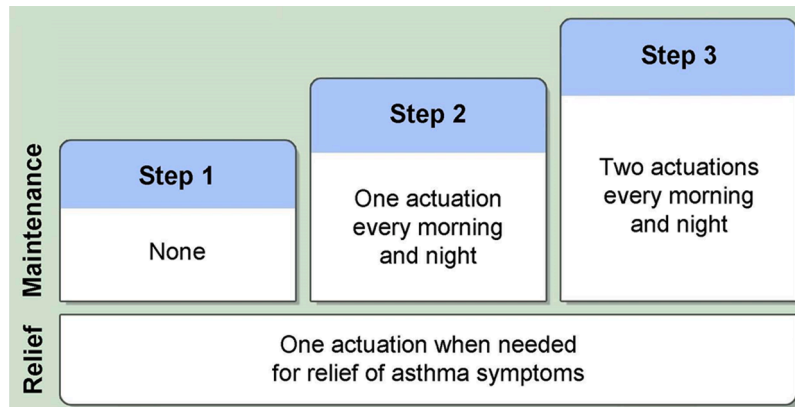 Maintenance
Step 1
None
Step 2
One actuation
every morning
and night
Step 3
Two actuations
every morning
and night
Relief
One actuation when needed
for relief of asthma symptoms